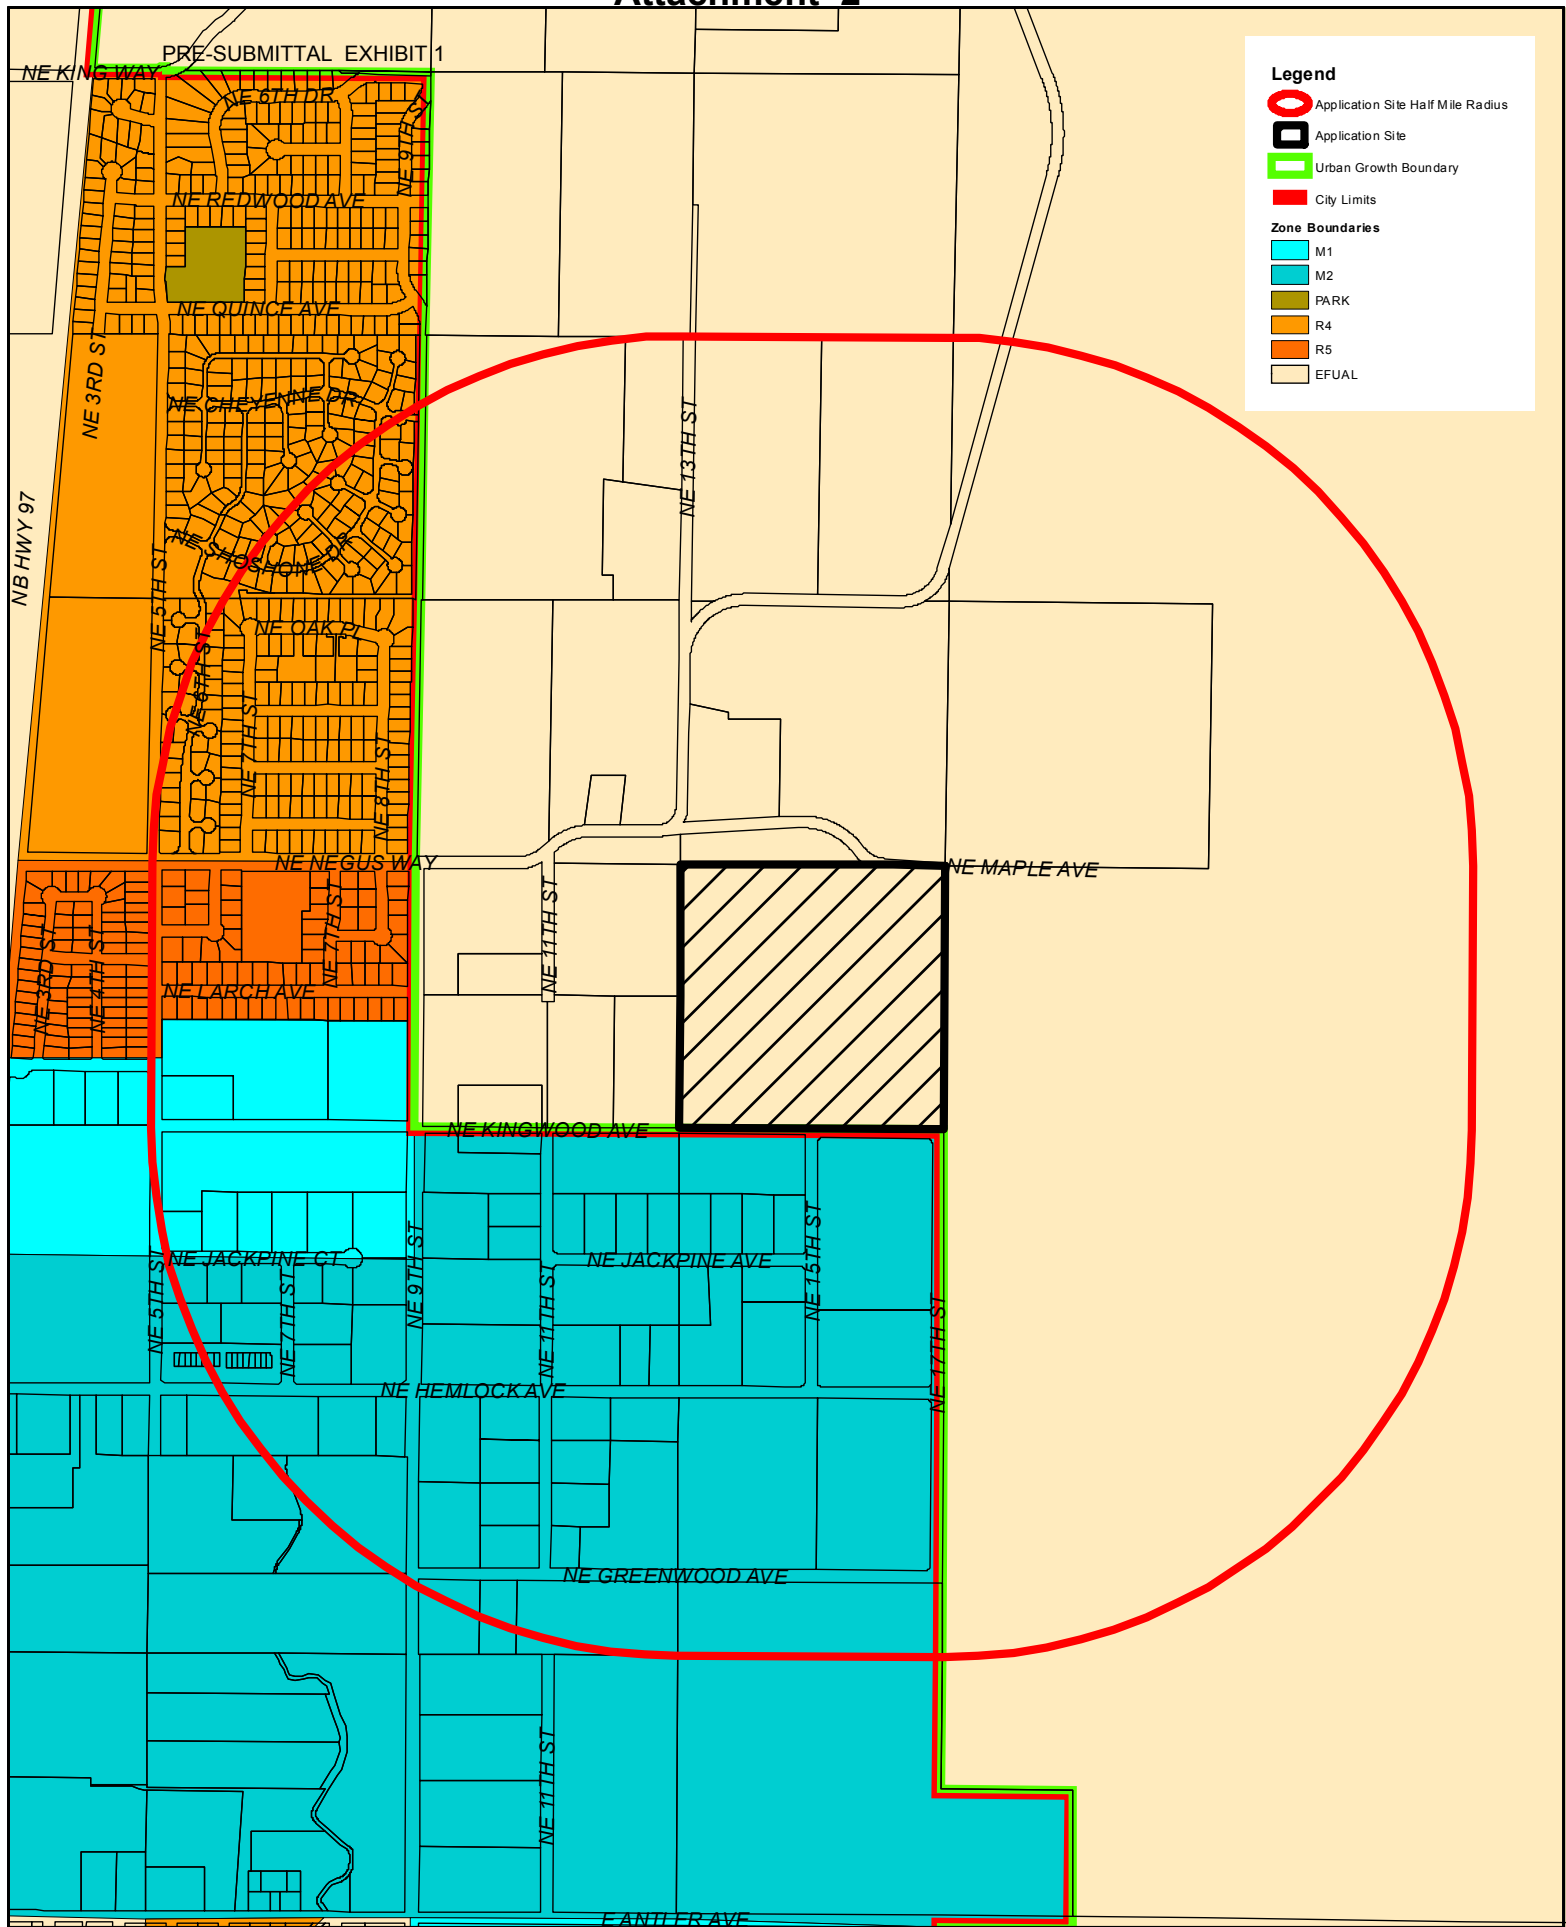 Attachment 2
PRE-SUBMITTAL EXHIBIT 1
NE KING WAY
NE 6TH DR
NE 9TH ST
NE REDWOOD AVE
NE QUINCE AVE
NE 3RD ST
NE CHEYENNE DR
NE 13TH ST
NB HWY 97
NE SHOSHONE DR
NE 5TH ST
NE OAK PL
NE 6TH ST
NE 7TH ST
NE 8TH ST
NE NEGUS WAY
NE MAPLE AVE
NE 3RD ST
NE 4TH ST
NE 7TH ST
NE 11TH ST
NE LARCH AVE
NE KINGWOOD AVE
NE JACKPINE CT
NE JACKPINE AVE
NE 5TH ST
NE 7TH ST
NE 9TH ST
NE 11TH ST
NE 15TH ST
NE 17TH ST
NE HEMLOCK AVE
NE GREENWOOD AVE
NE 11TH ST
E ANTLER AVE
Legend
Application Site Half Mile Radius
Application Site
Urban Growth Boundary
City Limits
Zone Boundaries
M1
M2
PARK
R4
R5
EFUAL